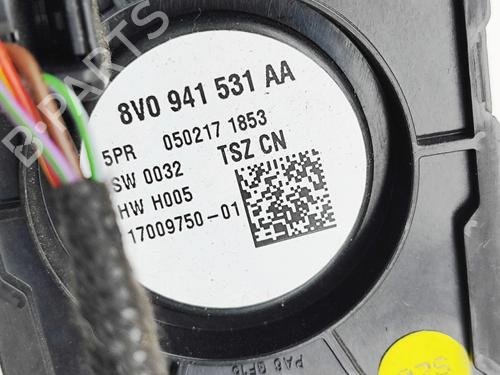 8V0 941 531 AA
5PR 050217 1853
SW 0032 TSZ CN
HW H005
17009750-01
B-PARTS